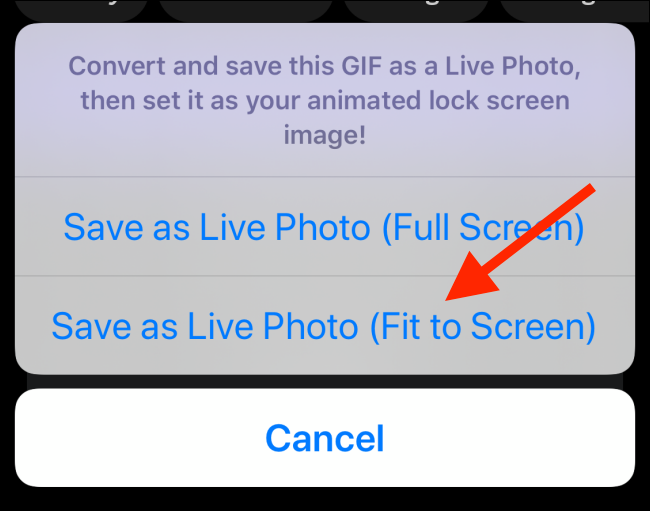 Convert and save this GIF as a Live Photo,
then set it as your animated lock screen
image!
Save as Live Photo (Full Screen)
Save as Live Photo (Fit to Screen)
Cancel